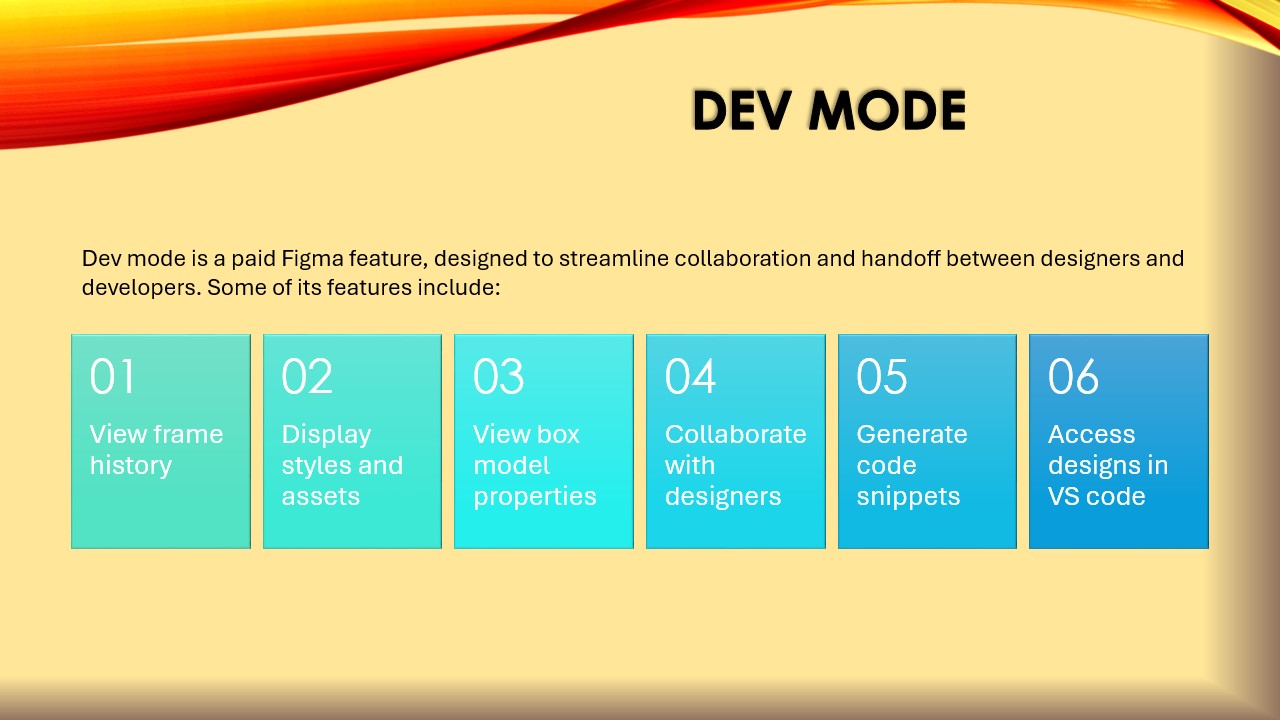 DEV MODE
Dev mode is a paid Figma feature, designed to streamline collaboration and handoff between designers and
developers. Some of its features include:
01
View frame
history
02
Display
styles and
assets
03
View box
model
properties
04
Collaborate
with
designers
05
Generate
code
snippets
06
Access
designs in
VS code